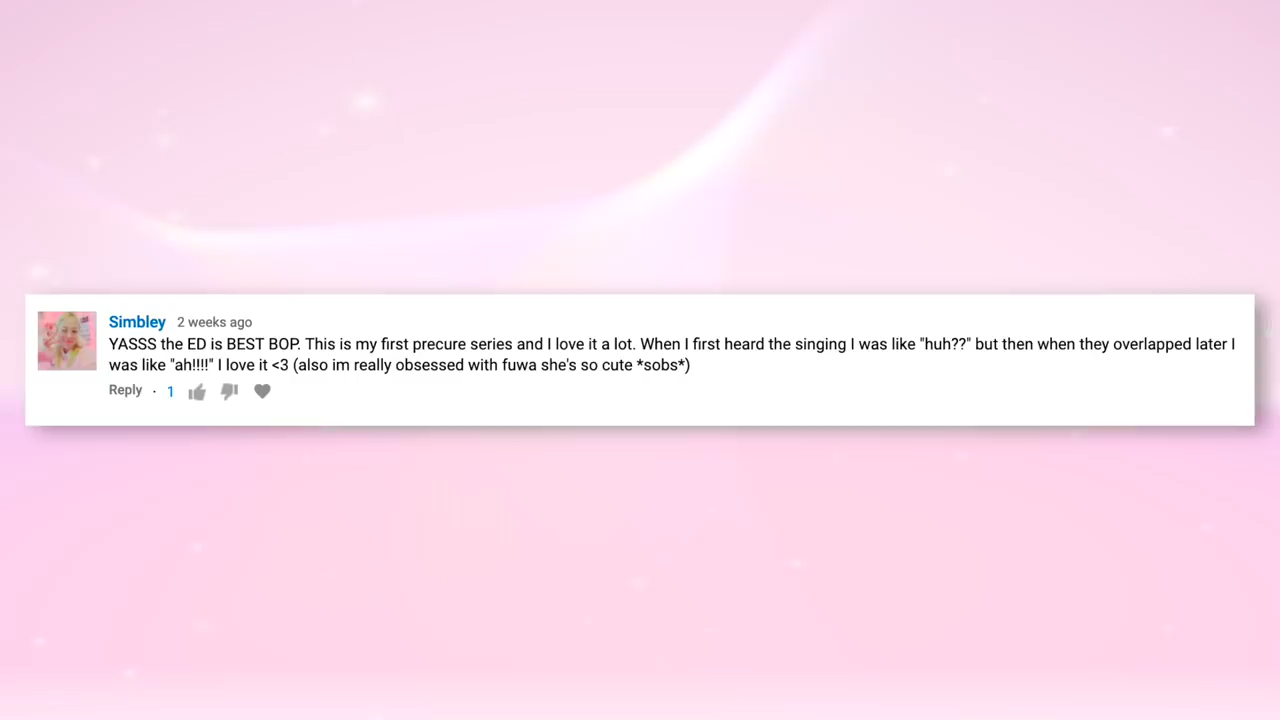 Simbley 2 weeks ago
YASSS the ED is BEST BOP. This is my first precure series and I love it a lot. When I first heard the singing I was like "huh??" but then when they overlapped later I
was like "ah!!!!" I love it <3 (also im really obsessed with fuwa she's so cute *sobs*)
Reply · 1